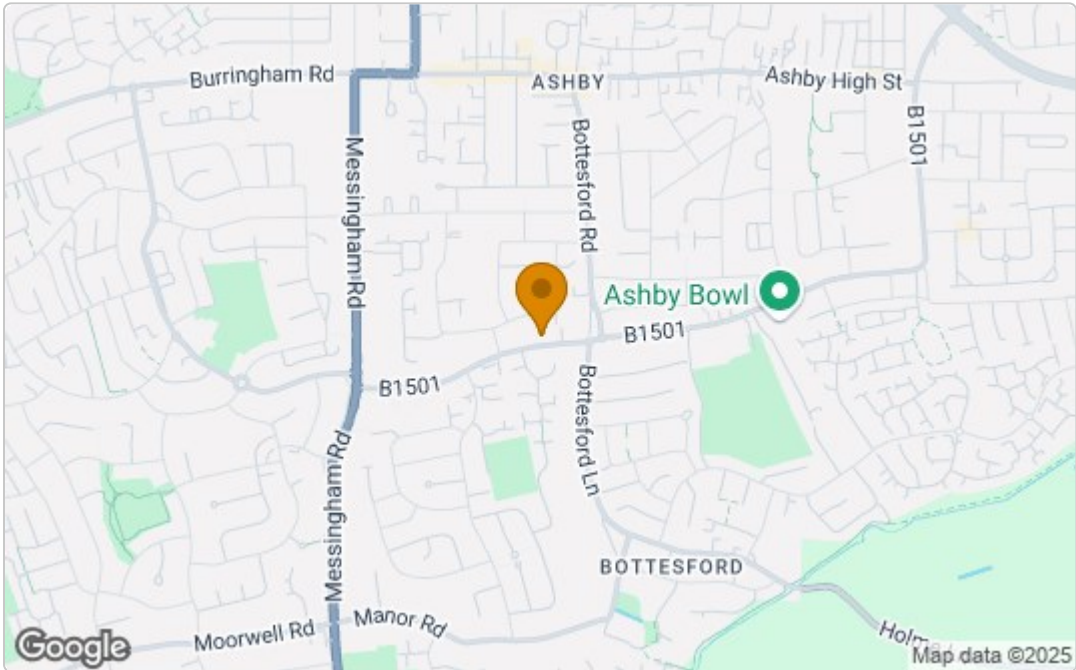 Burringham Rd
ASHBY
Ashby High St
B1501
Messingham Rd
Bottesford Rd
Ashby Bowl
B1501
B1501
Bottesford Ln
Messingham Rd
BOTTESFORD
Manor Rd
Moorwell Rd
Google
Map data ©2025